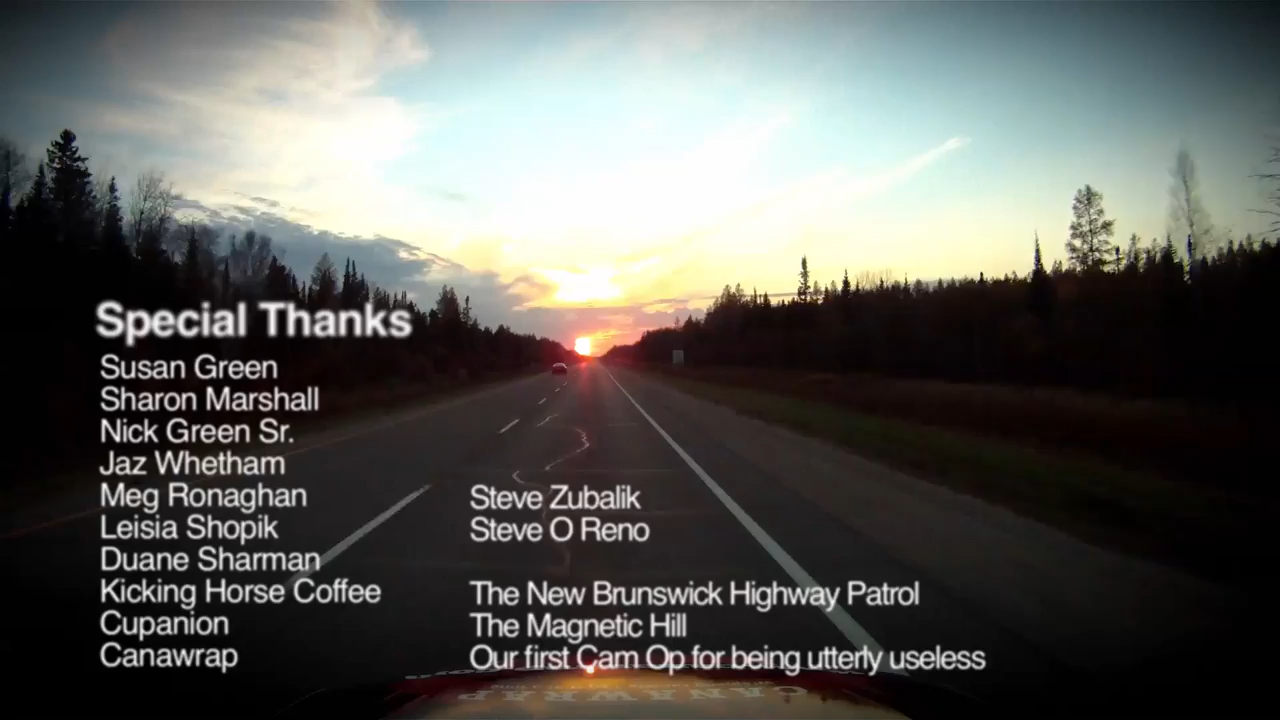 Special Thanks
Susan Green
Sharon Marshall
Nick Green Sr.
Jaz Whetham
Meg Ronaghan
Leisia Shopik
Duane Sharman
Kicking Horse Coffee
Cupanion
Canawrap
Steve Zubalik
Steve O Reno
The New Brunswick Highway Patrol
The Magnetic Hill
Our first Cam Op for being utterly useless
CANAWRAP